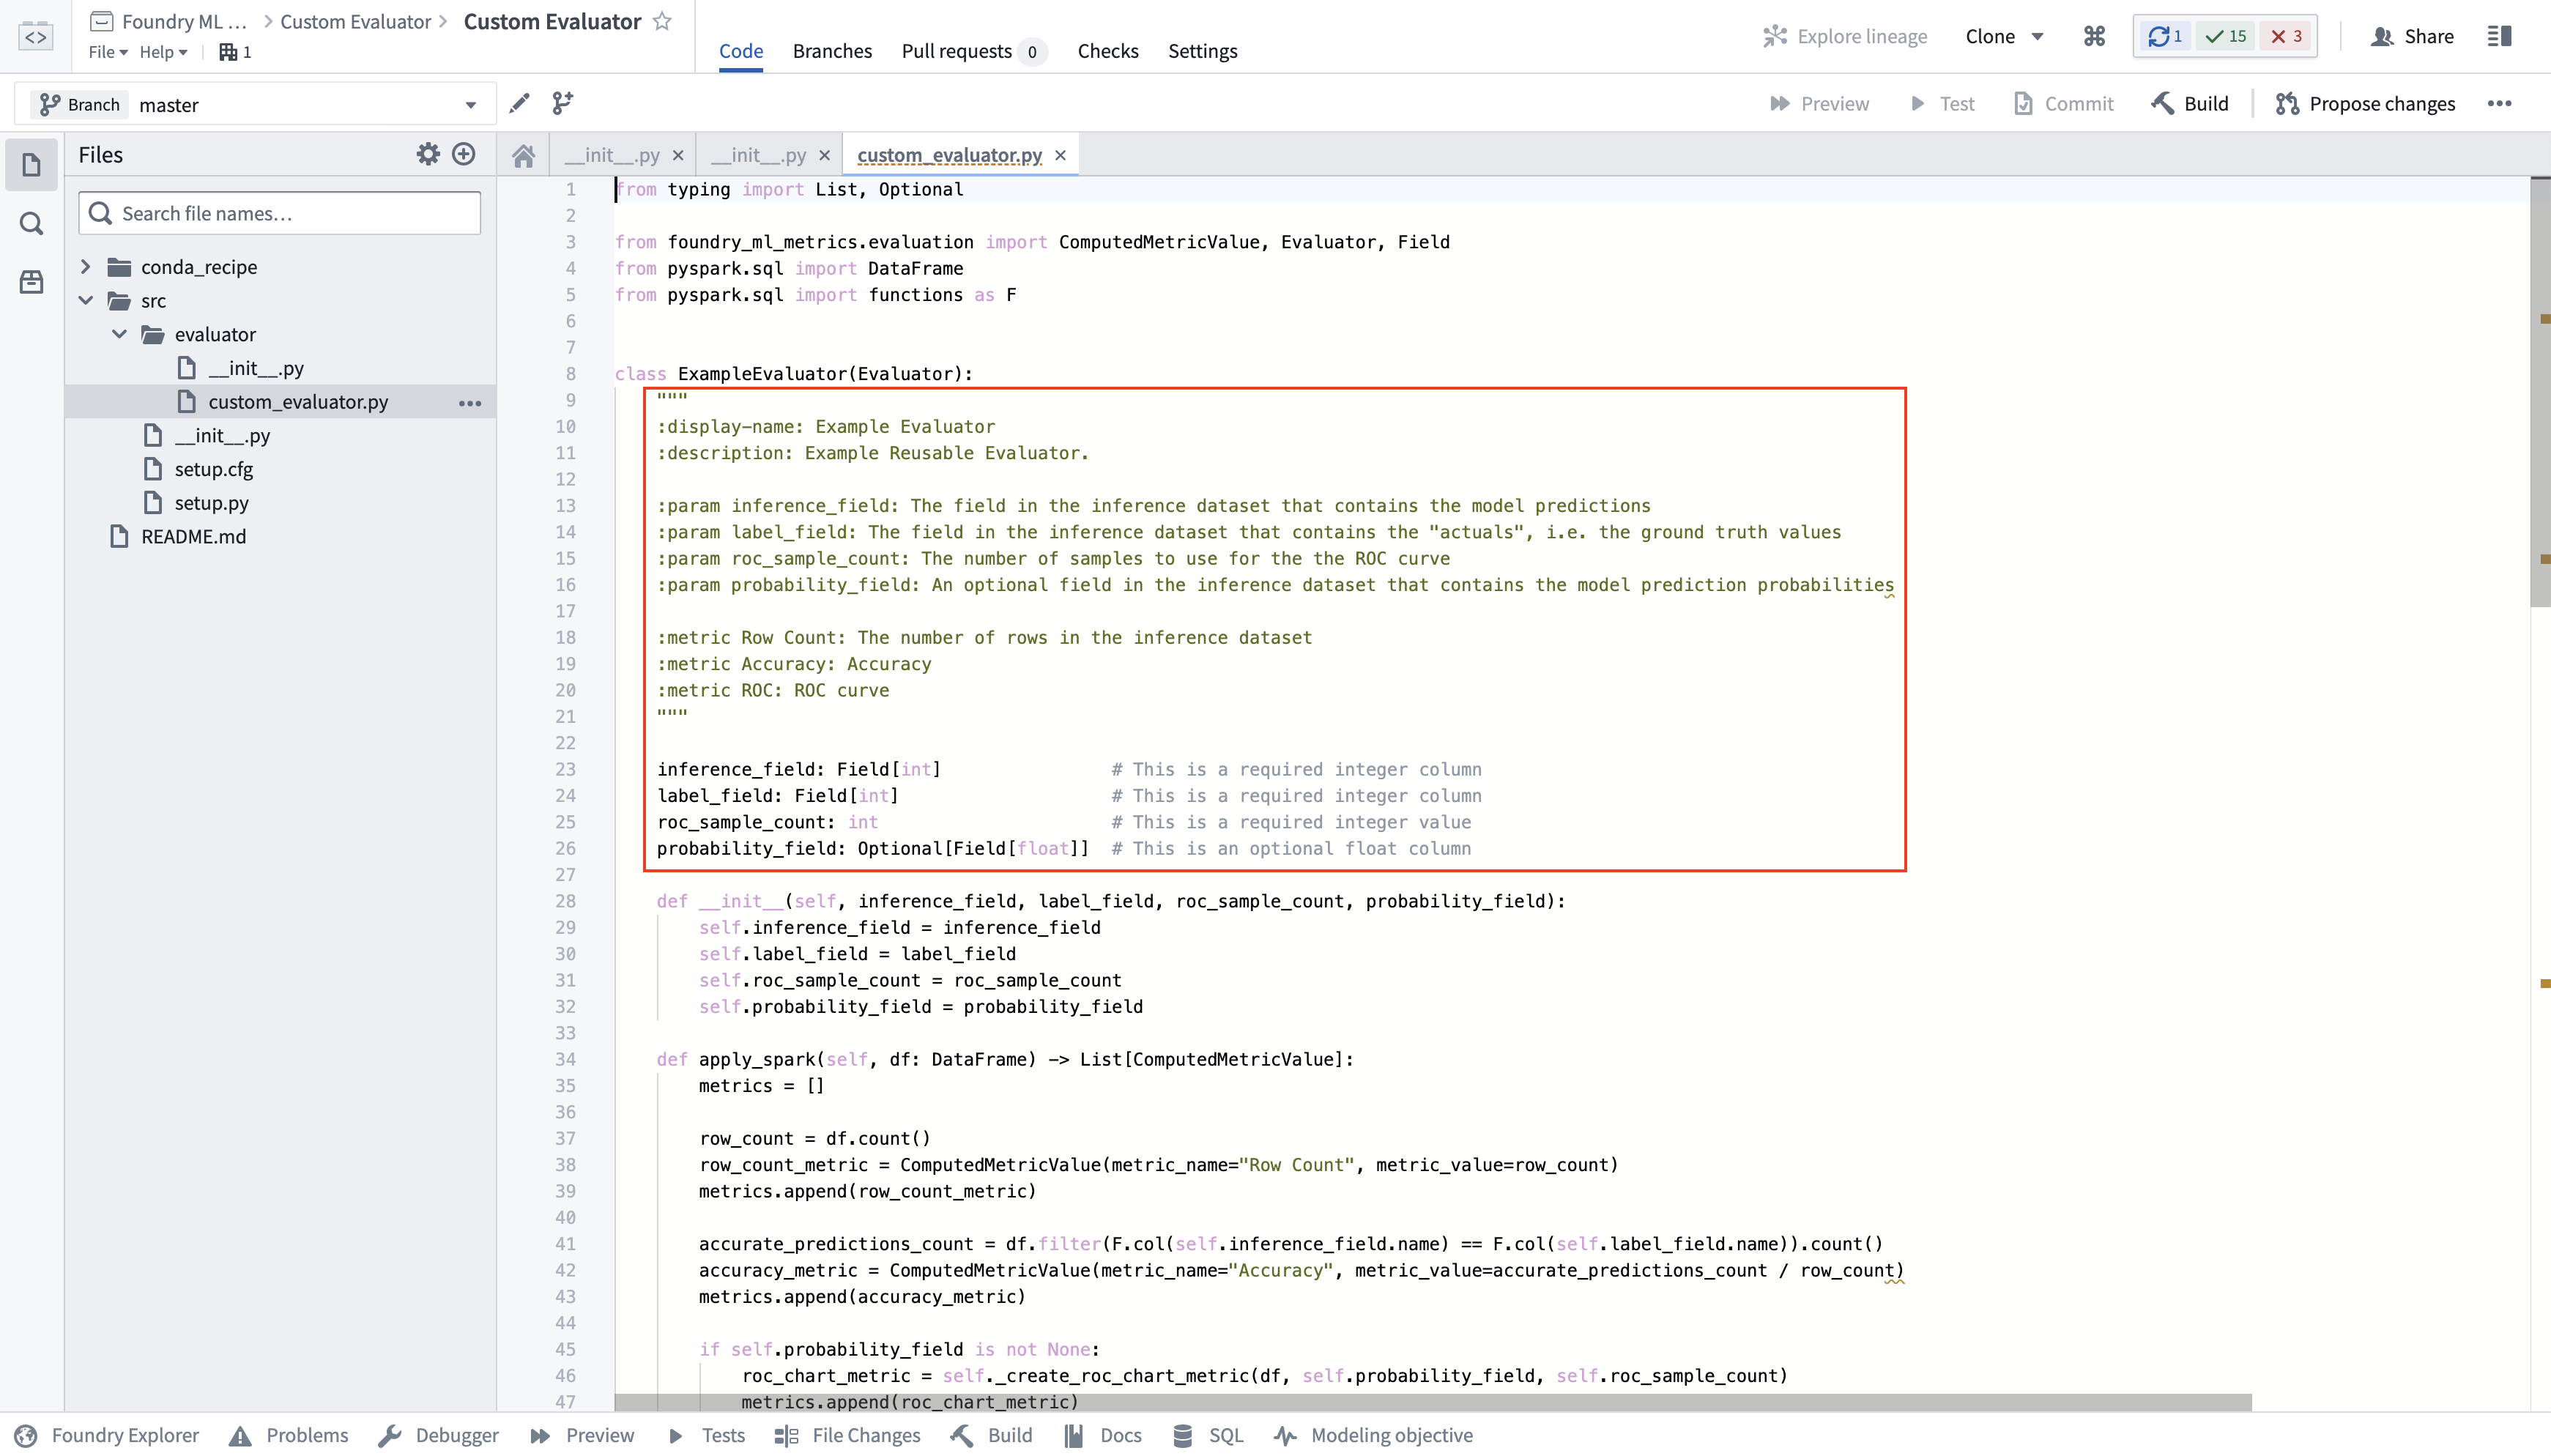 Foundry ML ... > Custom Evaluator > Custom Evaluator
File Help 1
Code Branches Pull requests 0 Checks Settings
Explore lineage Clone 1 15 3 Share
Branch master
Preview Test Commit Build Propose changes
Files
Search file names...
conda_recipe
src
evaluator
__init__.py
custom_evaluator.py
__init__.py
setup.cfg
setup.py
README.md
__init__.py __init__.py custom_evaluator.py
1 from typing import List, Optional
2
3 from foundry_ml_metrics.evaluation import ComputedMetricValue, Evaluator, Field
4 from pyspark.sql import DataFrame
5 from pyspark.sql import functions as F
6
7
8 class ExampleEvaluator(Evaluator):
9 """
10 :display-name: Example Evaluator
11 :description: Example Reusable Evaluator.
12
13 :param inference_field: The field in the inference dataset that contains the model predictions
14 :param label_field: The field in the inference dataset that contains the "actuals", i.e. the ground truth values
15 :param roc_sample_count: The number of samples to use for the the ROC curve
16 :param probability_field: An optional field in the inference dataset that contains the model prediction probabilities
17
18 :metric Row Count: The number of rows in the inference dataset
19 :metric Accuracy: Accuracy
20 :metric ROC: ROC curve
21 """
22
23 inference_field: Field[int] # This is a required integer column
24 label_field: Field[int] # This is a required integer column
25 roc_sample_count: int # This is a required integer value
26 probability_field: Optional[Field[float]] # This is an optional float column
27
28 def __init__(self, inference_field, label_field, roc_sample_count, probability_field):
29 self.inference_field = inference_field
30 self.label_field = label_field
31 self.roc_sample_count = roc_sample_count
32 self.probability_field = probability_field
33
34 def apply_spark(self, df: DataFrame) -> List[ComputedMetricValue]:
35 metrics = []
36
37 row_count = df.count()
38 row_count_metric = ComputedMetricValue(metric_name="Row Count", metric_value=row_count)
39 metrics.append(row_count_metric)
40
41 accurate_predictions_count = df.filter(F.col(self.inference_field.name) == F.col(self.label_field.name)).count()
42 accuracy_metric = ComputedMetricValue(metric_name="Accuracy", metric_value=accurate_predictions_count / row_count)
43 metrics.append(accuracy_metric)
44
45 if self.probability_field is not None:
46 roc_chart_metric = self._create_roc_chart_metric(df, self.probability_field, self.roc_sample_count)
47 metrics.append(roc_chart_metric)
Foundry Explorer Problems Debugger Preview Tests File Changes Build Docs SQL Modeling objective